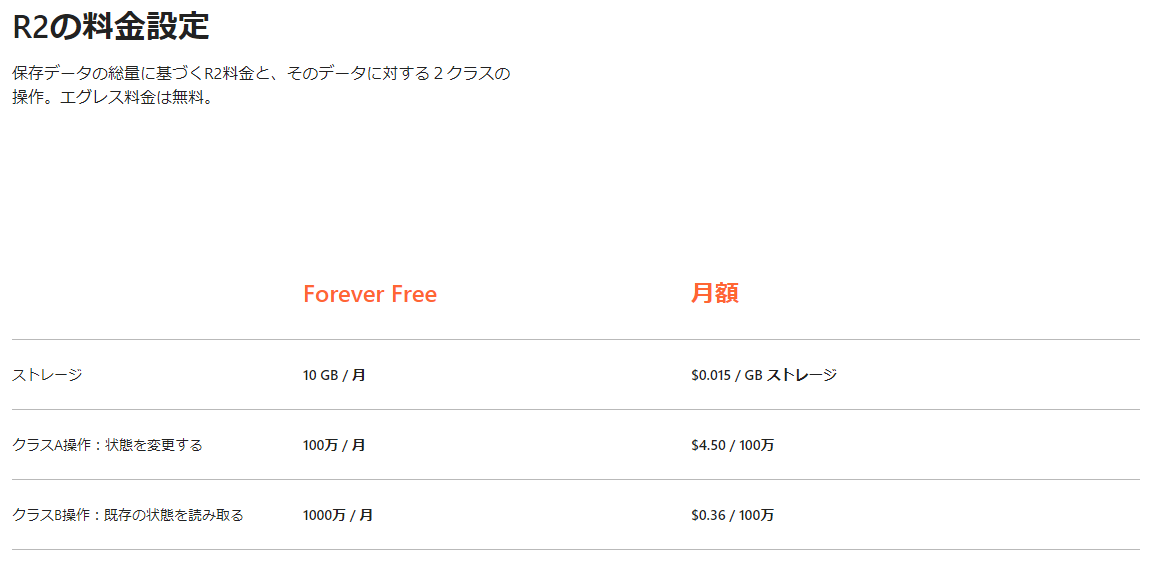 R2の料金設定
保存データの総量に基づくR2料金と、そのデータに対する２クラスの
操作。エグレス料金は無料。
Forever Free 月額
ストレージ 10 GB / 月 $0.015 / GB ストレージ
クラスA操作：状態を変更する 100万 / 月 $4.50 / 100万
クラスB操作：既存の状態を読み取る 1000万 / 月 $0.36 / 100万